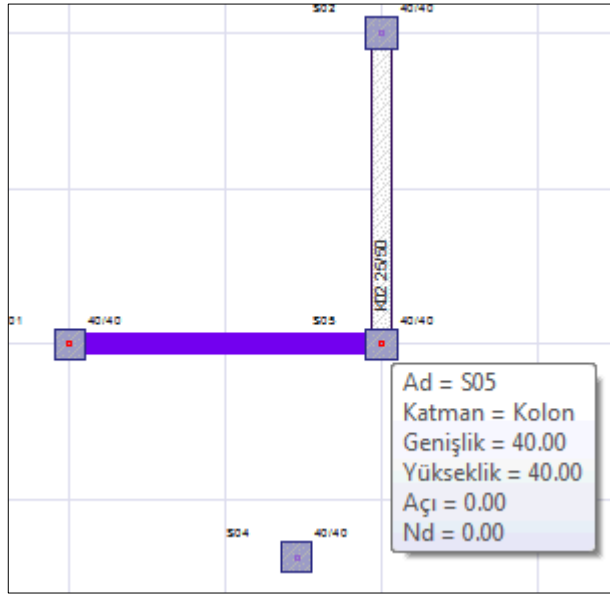 S02 40/40
K02 25/50
01 40/40 S05 40/40
Ad = S05
Katman = Kolon
Genişlik = 40.00
Yükseklik = 40.00
Açı = 0.00
Nd = 0.00
S04 40/40